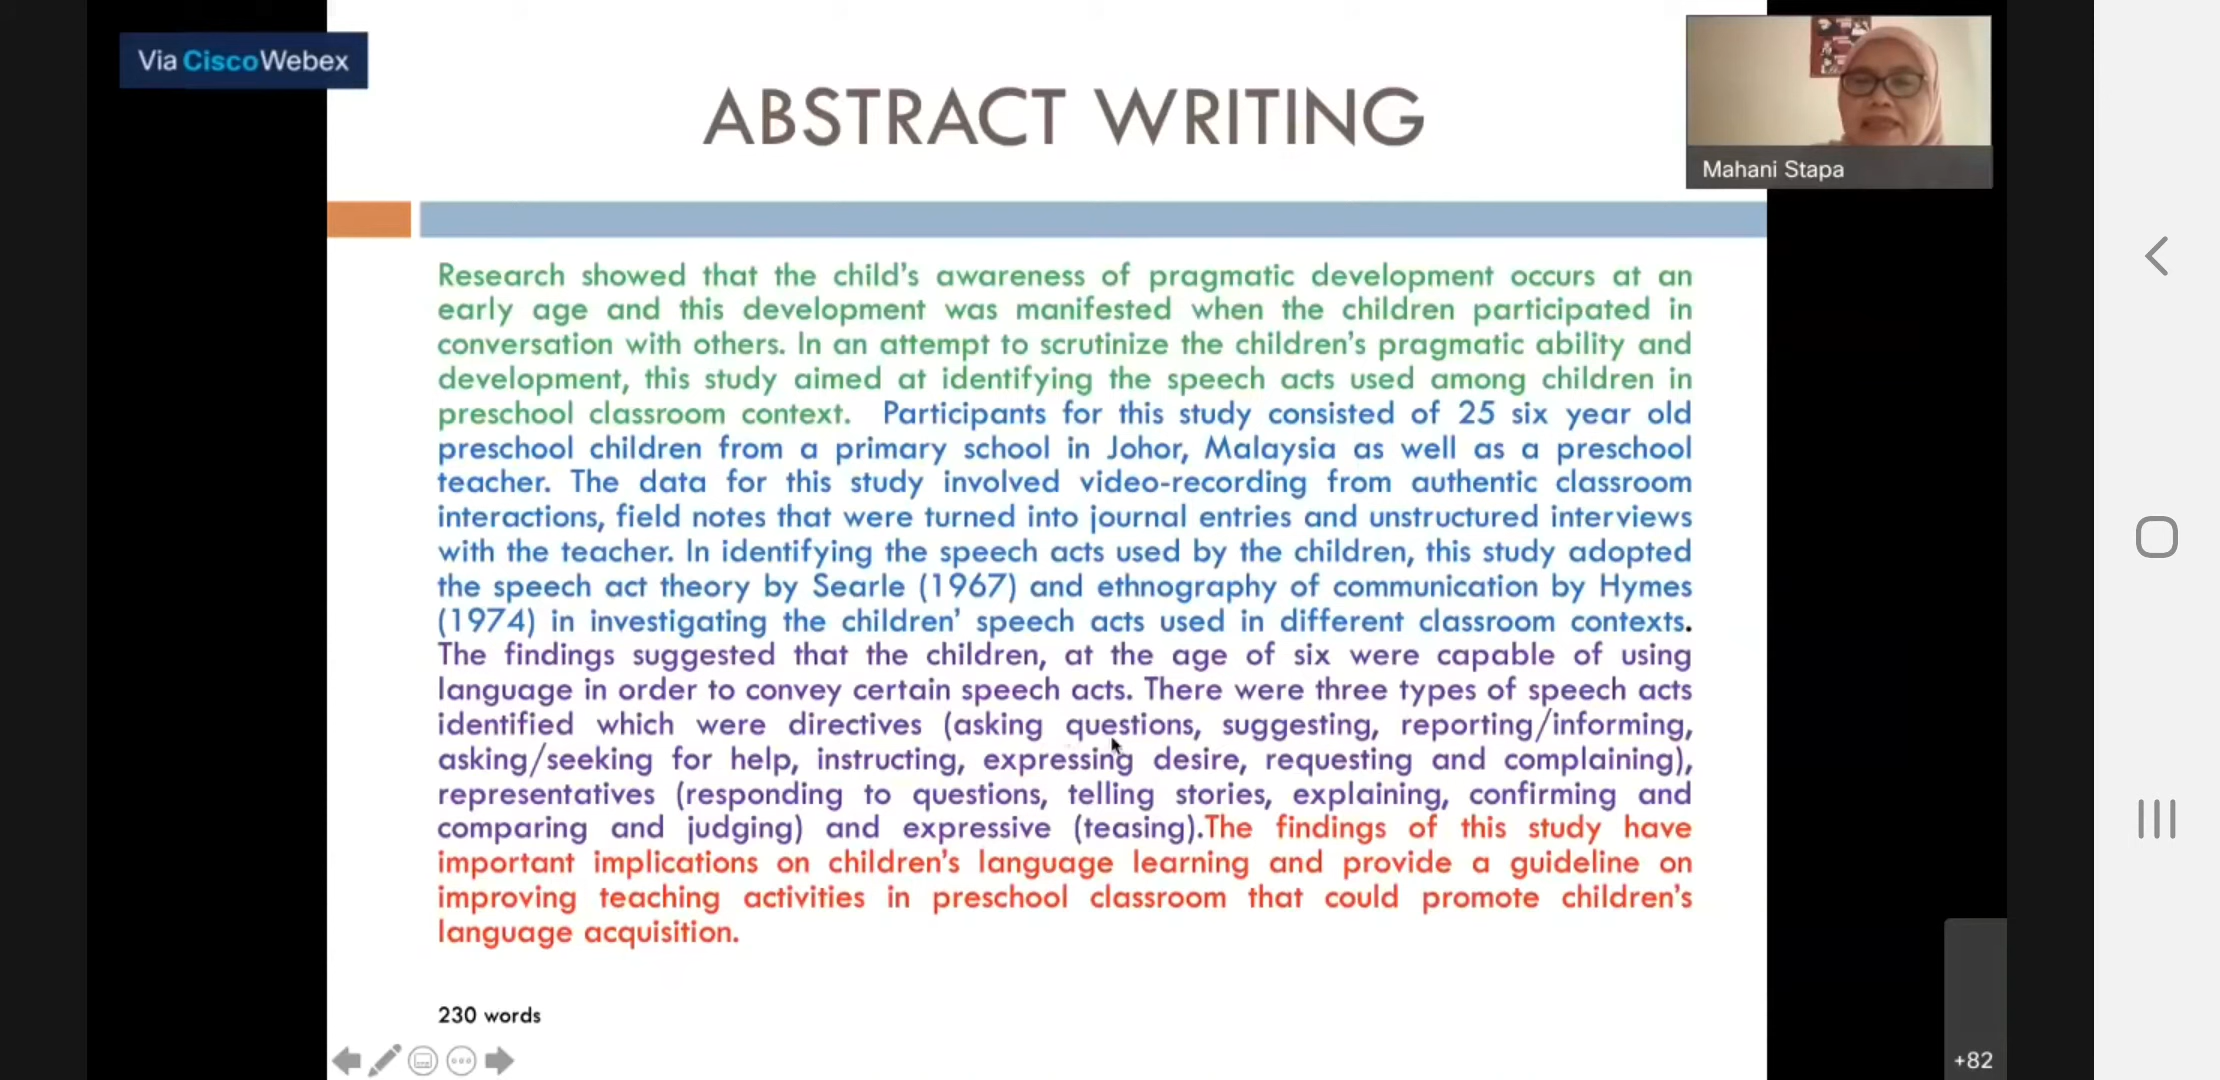 Via CiscoWebex
ABSTRACT WRITING
Mahani Stapa
Research showed that the child's awareness of pragmatic development occurs at an
early age and this development was manifested when the children participated in
conversation with others. In an attempt to scrutinize the children's pragmatic ability and
development, this study aimed at identifying the speech acts used among children in
preschool classroom context. Participants for this study consisted of 25 six year old
preschool children from a primary school in Johor, Malaysia as well as a preschool
teacher. The data for this study involved video-recording from authentic classroom
interactions, field notes that were turned into journal entries and unstructured interviews
with the teacher. In identifying the speech acts used by the children, this study adopted
the speech act theory by Searle (1967) and ethnography of communication by Hymes
(1974) in investigating the children' speech acts used in different classroom contexts.
The findings suggested that the children, at the age of six were capable of using
language in order to convey certain speech acts. There were three types of speech acts
identified which were directives (asking questions, suggesting, reporting/informing,
asking/seeking for help, instructing, expressing desire, requesting and complaining),
representatives (responding to questions, telling stories, explaining, confirming and
comparing and judging) and expressive (teasing).The findings of this study have
important implications on children's language learning and provide a guideline on
improving teaching activities in preschool classroom that could promote children's
language acquisition.
230 words
+82